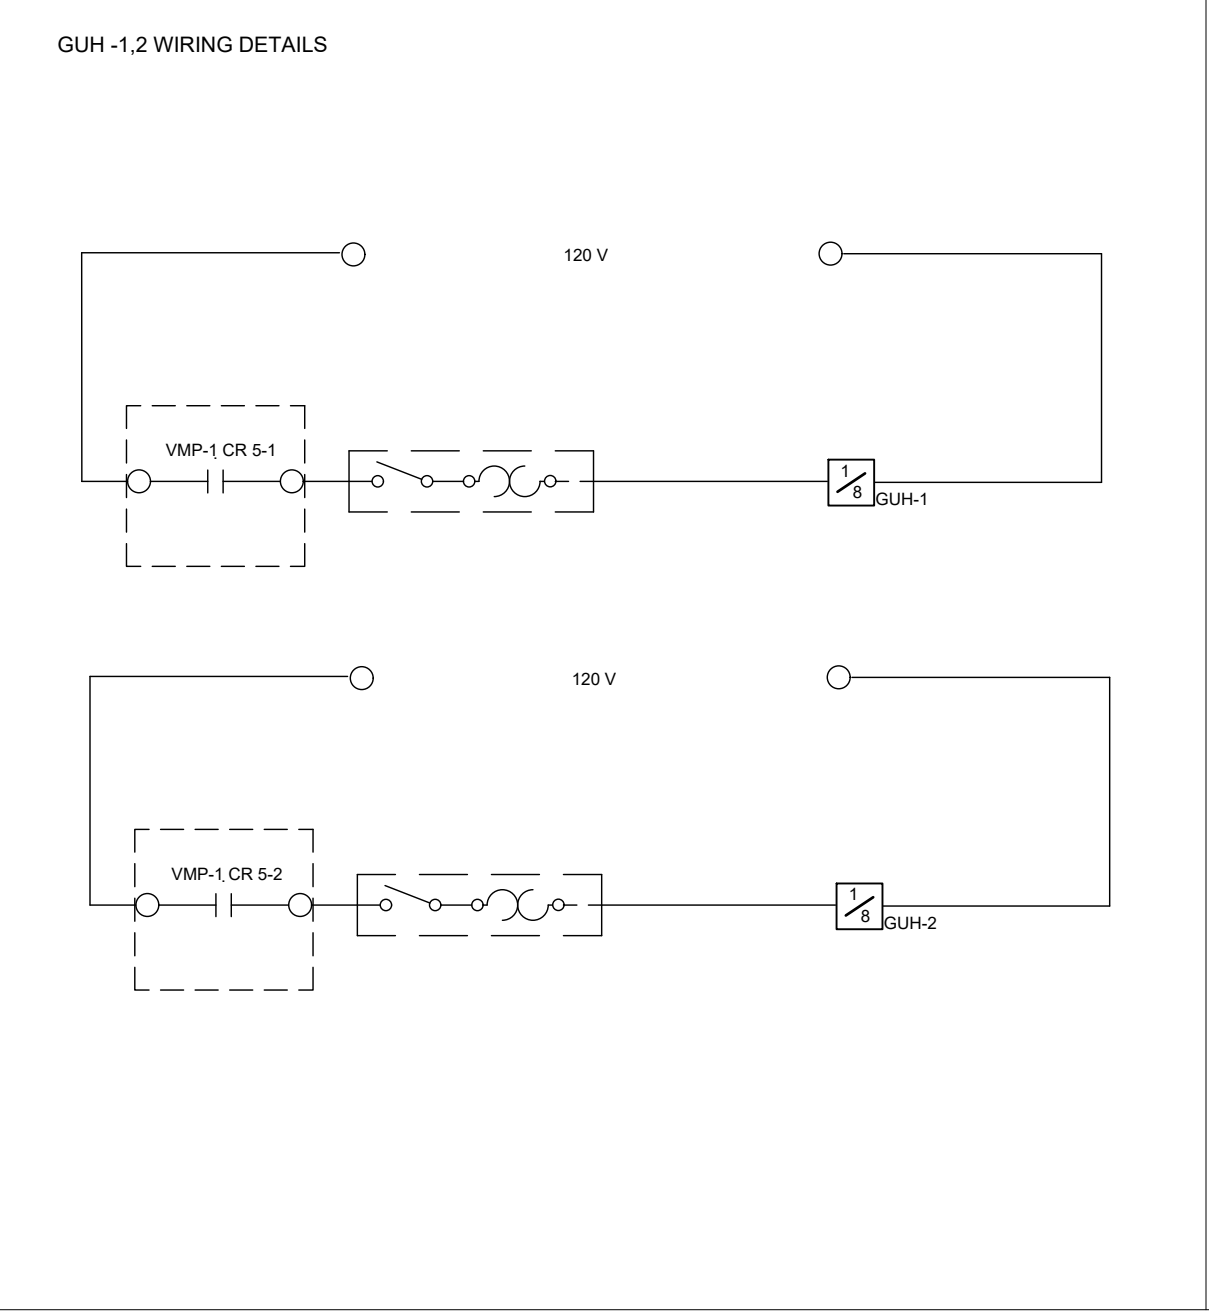 GUH -1,2 WIRING DETAILS
120 V
VMP-1 CR 5-1
1
8
GUH-1
120 V
VMP-1 CR 5-2
1
8
GUH-2